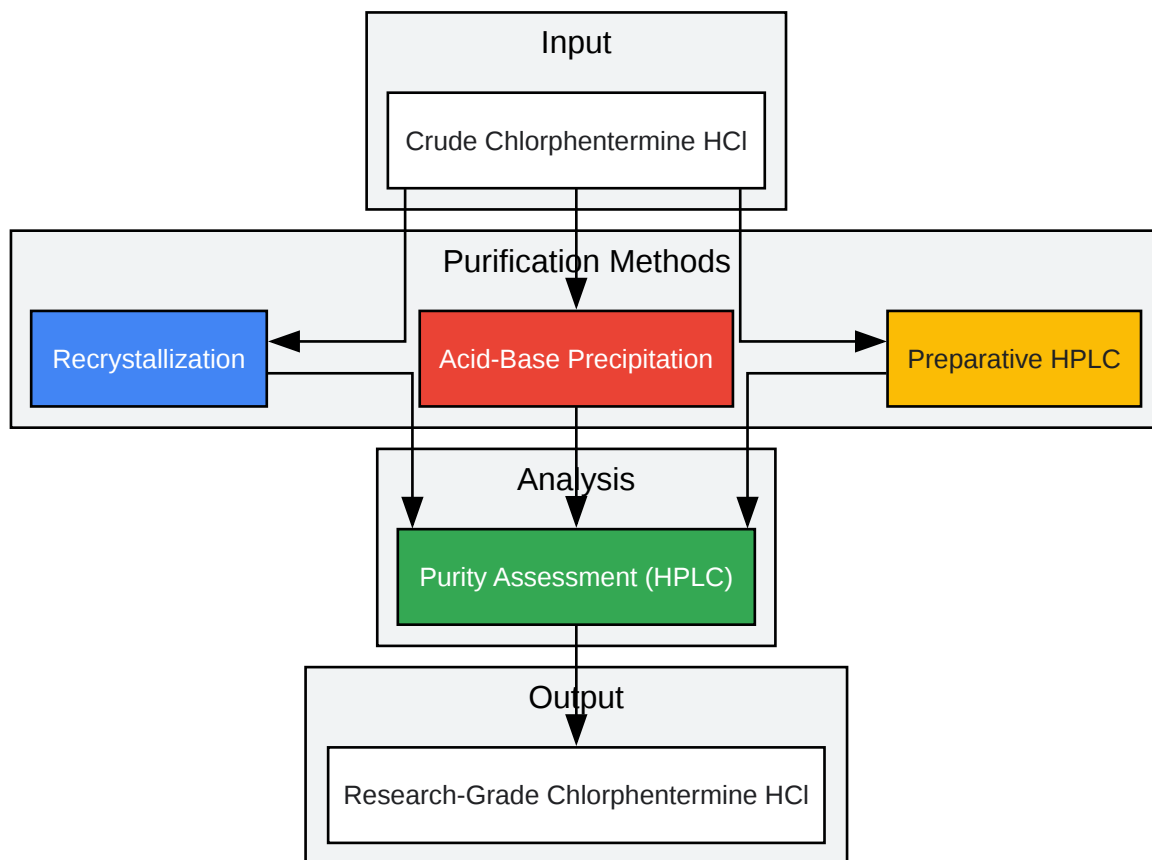 Input
Crude Chlorphentermine HCl
Purification Methods
Recrystallization
Acid-Base Precipitation
Preparative HPLC
Analysis
Purity Assessment (HPLC)
Output
Research-Grade Chlorphentermine HCl